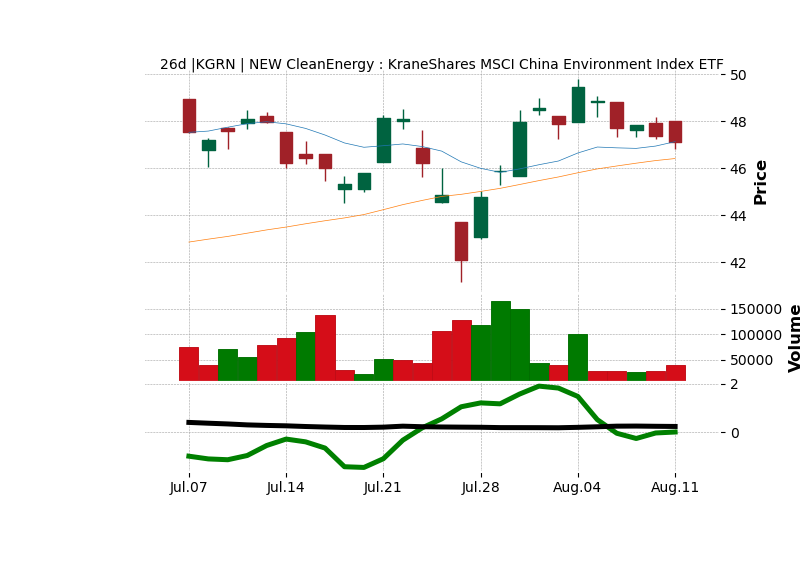 26d |KGRN | NEW CleanEnergy : KraneShares MSCI China Environment Index ETF
50
48
46
44
42
Price
150000
100000
50000
Volume
2
0
Jul.07 Jul.14 Jul.21 Jul.28 Aug.04 Aug.11